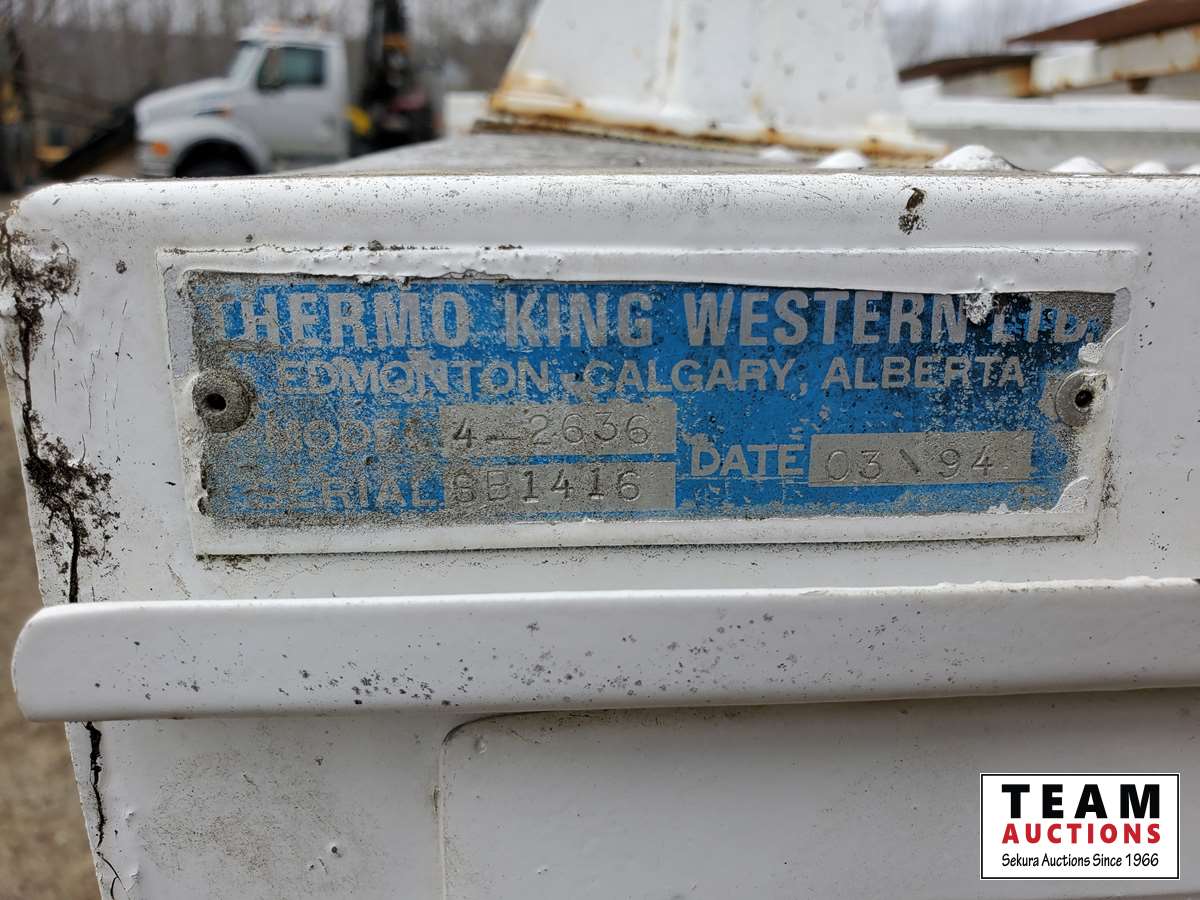 THERMO KING WESTERN LTD.
EDMONTON - CALGARY, ALBERTA
MODEL 4-2636
SERIAL SB1416
DATE 03\94
TEAM
AUCTIONS
Sekura Auctions Since 1966